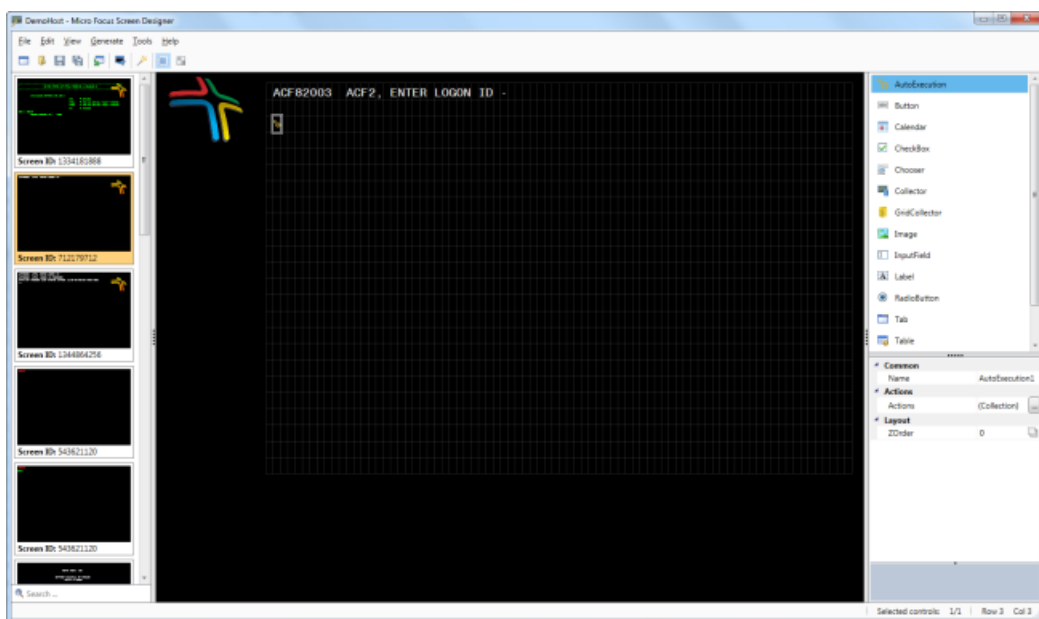 DemoHost - Micro Focus Screen Designer
File Edit View Generate Tools Help
Screen ID: 1334181888
Screen ID: 712179712
Screen ID: 1344864256
Screen ID: 543621120
Screen ID: 543621120
Search...
ACF82003 ACF2, ENTER LOGON ID -
AutoExecution
Button
Calendar
CheckBox
Chooser
Collector
GridCollector
Image
InputField
Label
RadioButton
Tab
Table
Common
Name AutoExecution1
Actions
Actions (Collection) ...
Layout
ZOrder 0
Selected controls: 1/1 Row 3 Col 3